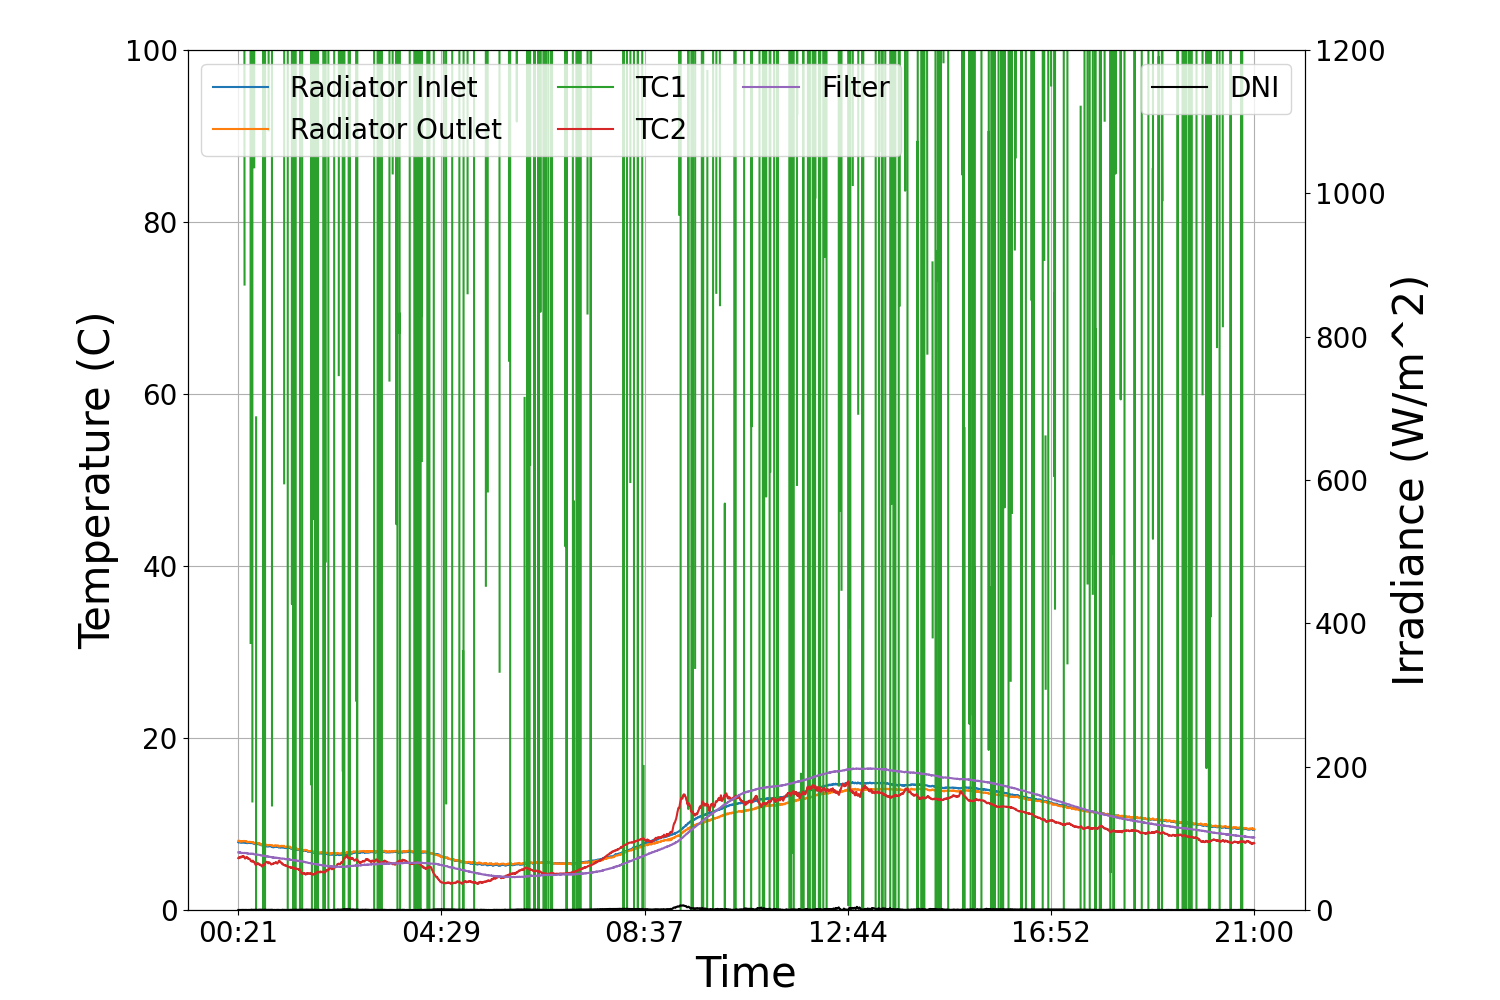 100
80
60
40
20
0
Temperature (C)
Radiator Inlet
Radiator Outlet
TC1
TC2
Filter
DNI
1200
1000
800
600
400
200
0
Irradiance (W/m^2)
00:21 04:29 08:37 12:44 16:52 21:00
Time